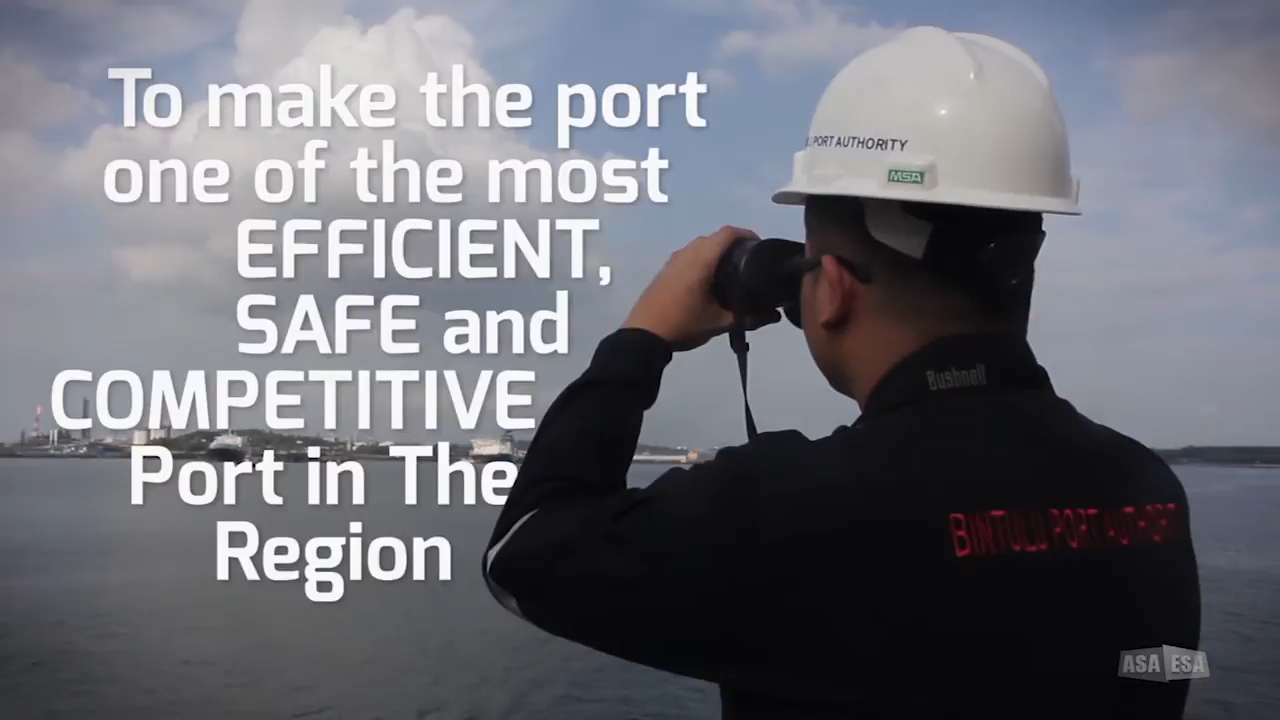 To make the port
one of the most
EFFICIENT,
SAFE and
COMPETITIVE
Port in The
Region
PORT AUTHORITY
MSA
Bushnell
BINTULU PORT AUTHORI
ASA ESA